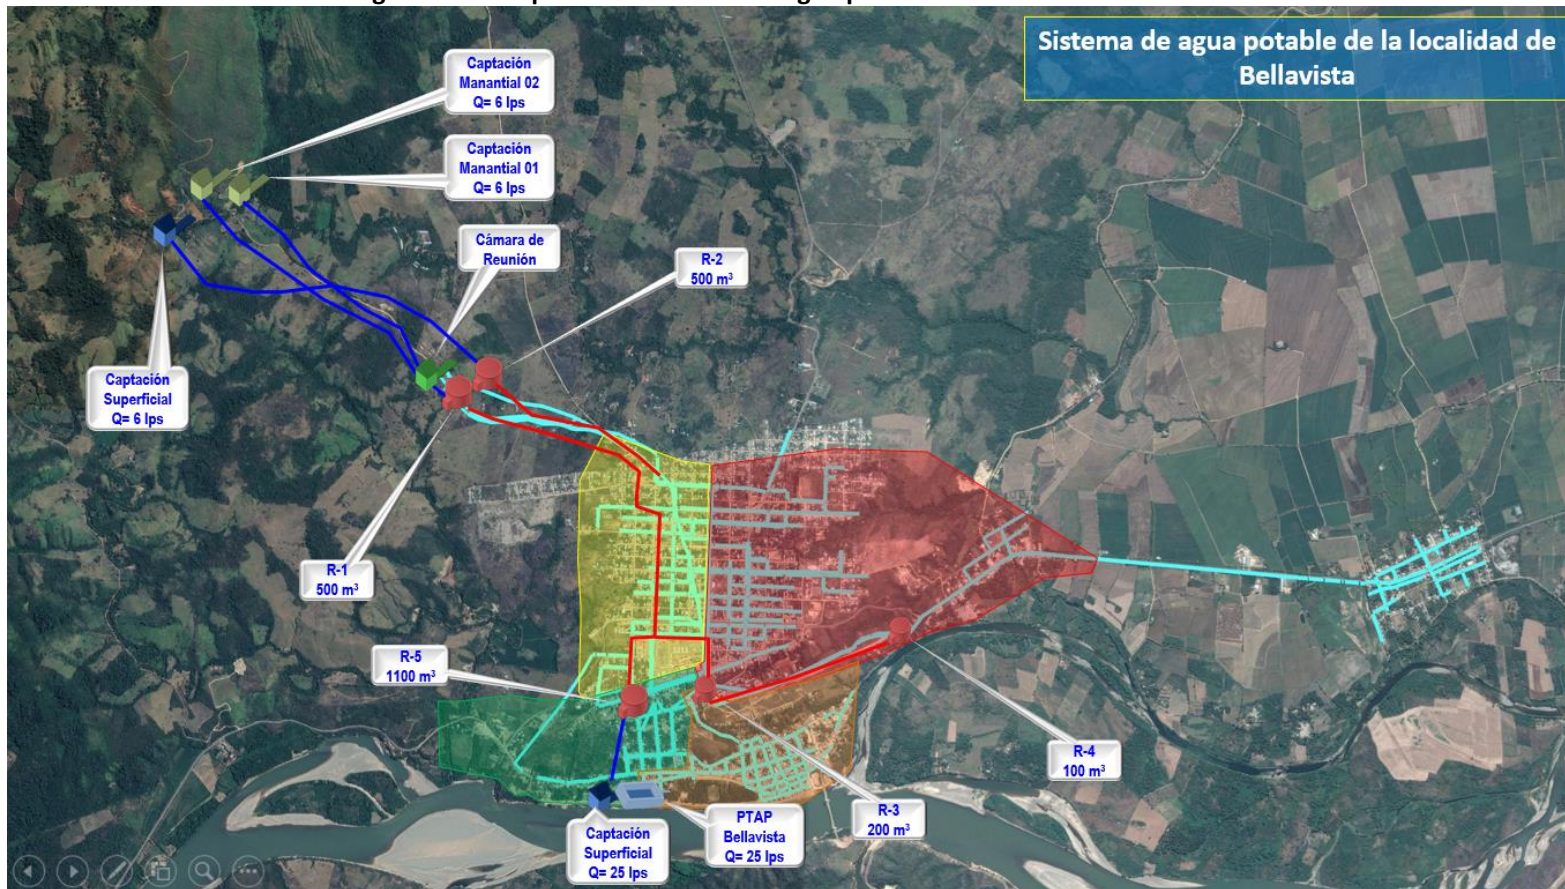 Sistema de agua potable de la localidad de
Bellavista
Captación
Manantial 02
Q= 6 lps
Captación
Manantial 01
Q= 6 lps
Cámara de
Reunión
R-2
500 m³
Captación
Superficial
Q= 6 lps
R-1
500 m³
R-5
1100 m³
R-4
100 m³
R-3
200 m³
PTAP
Bellavista
Q= 25 lps
Captación
Superficial
Q= 25 lps